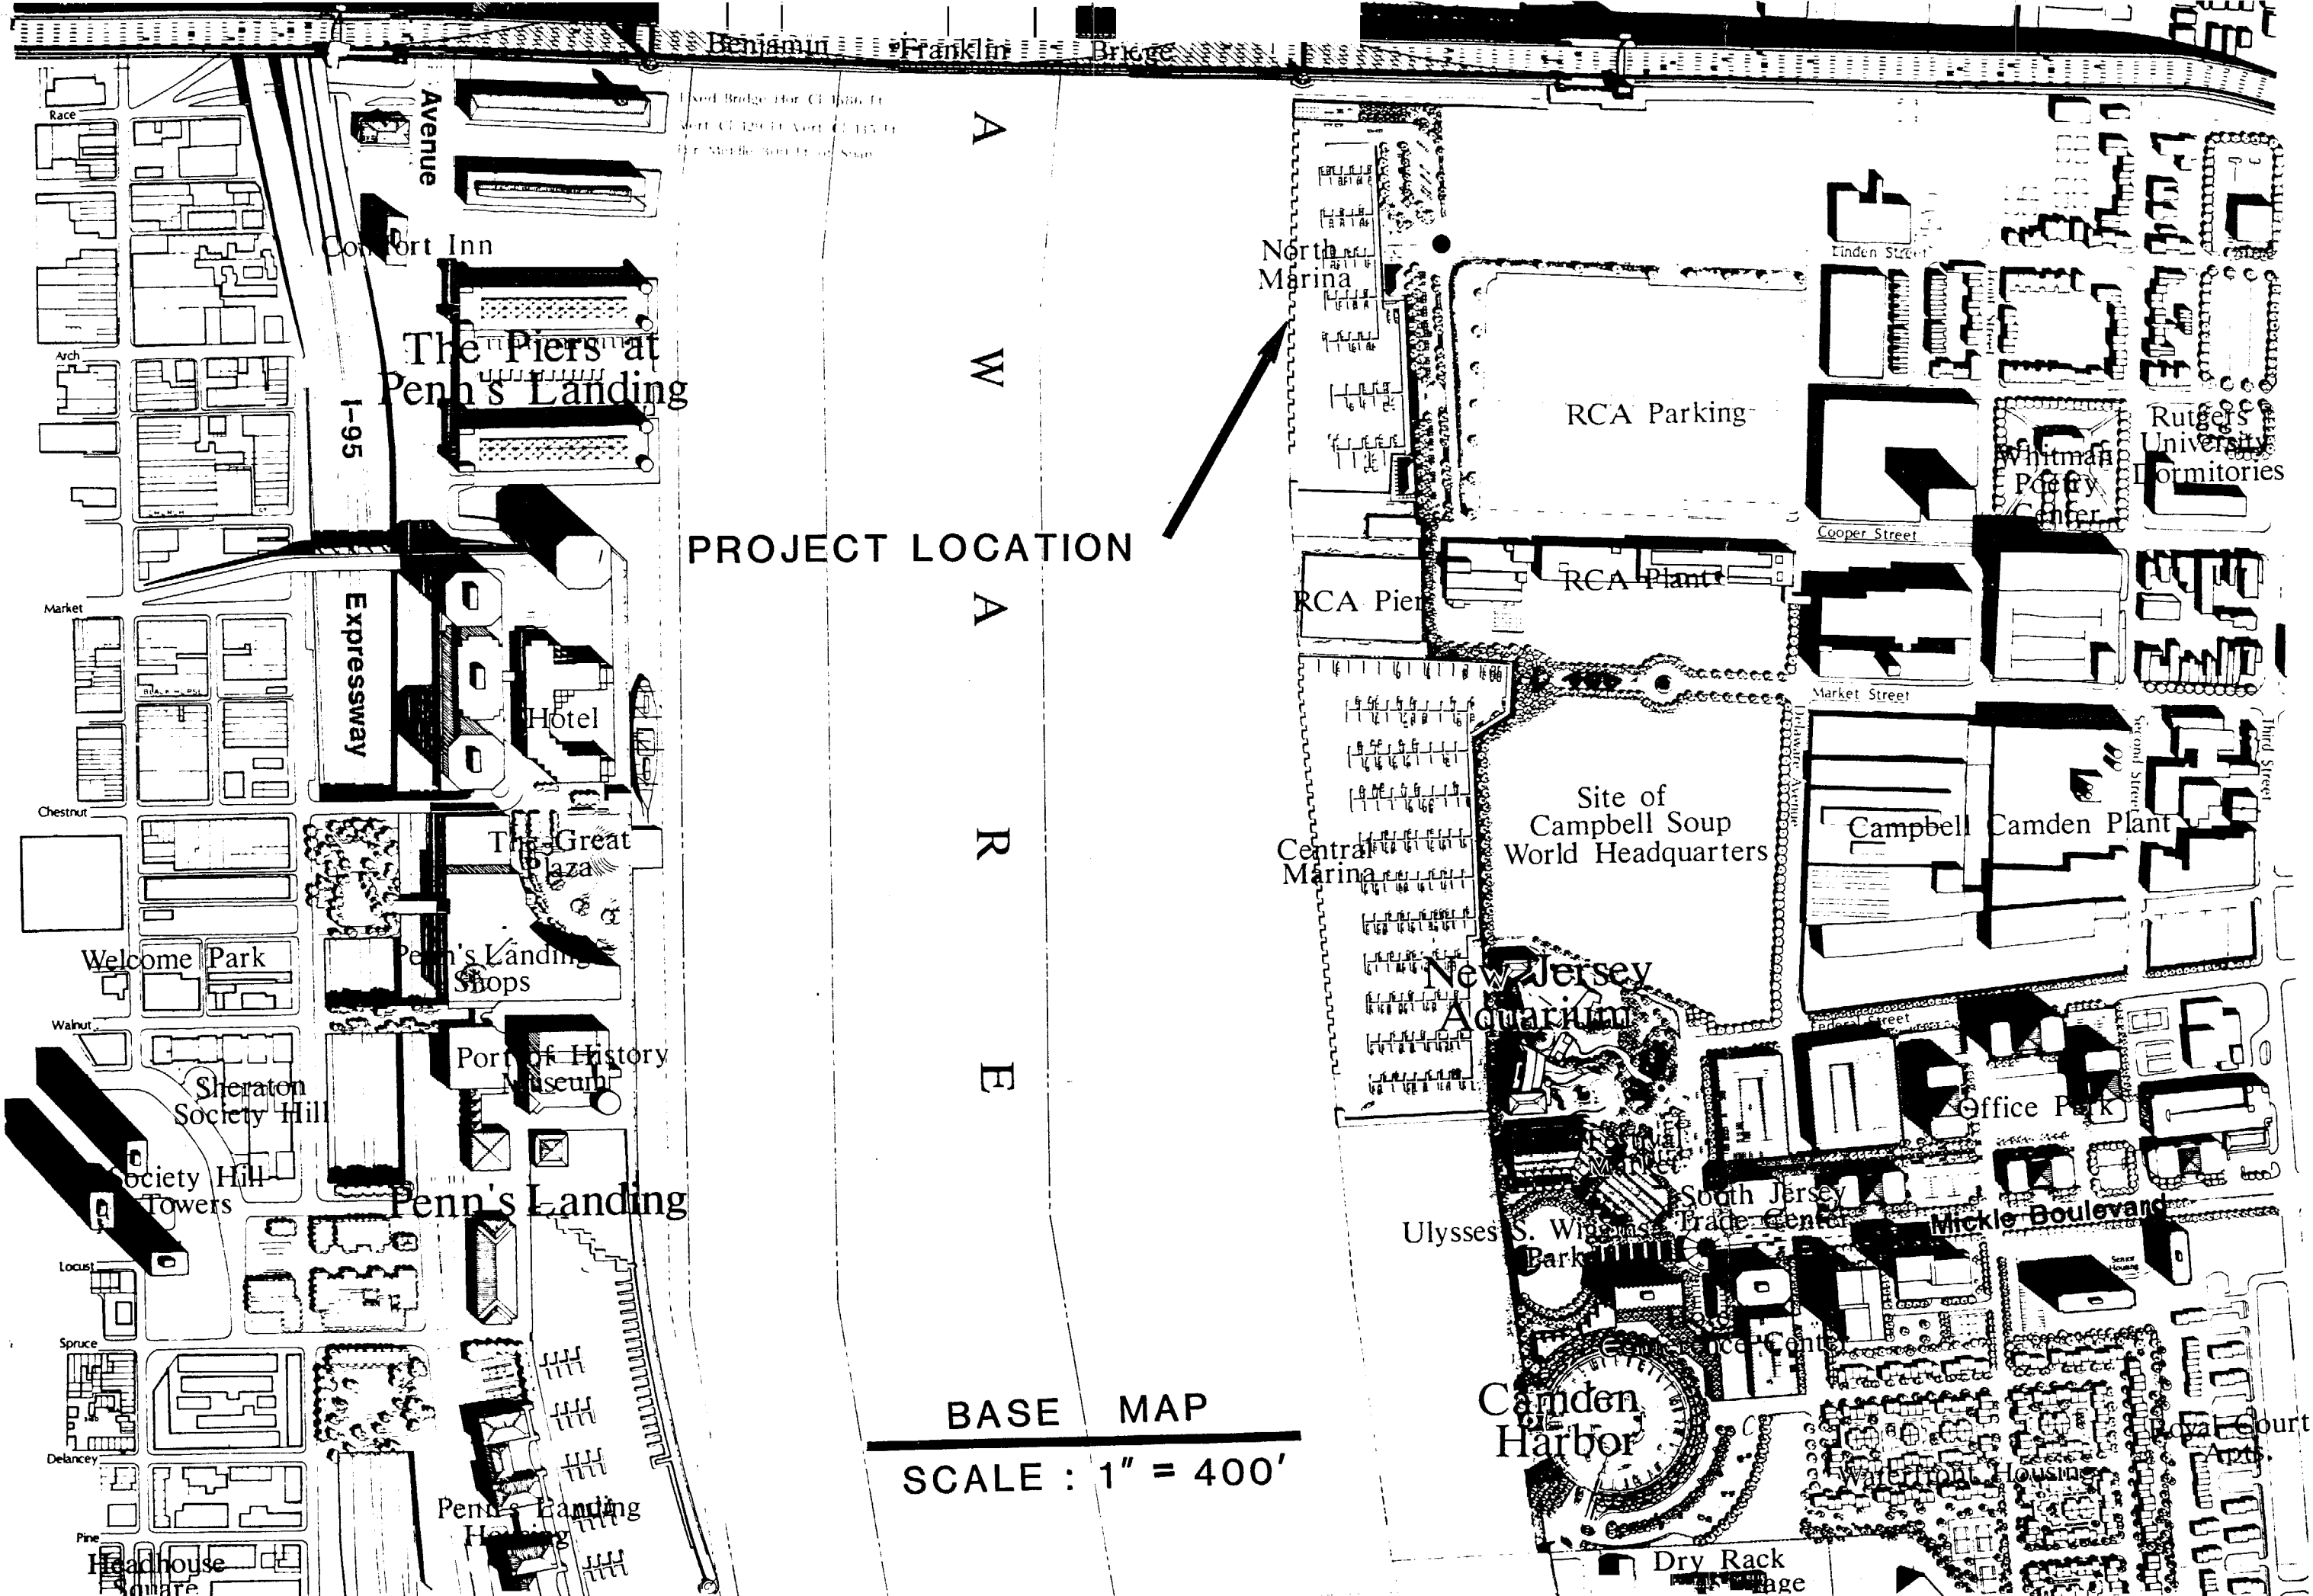 Benjamin Franklin Bridge
Race
Avenue
Comfort Inn
The Piers at
Penn's Landing
Arch
I-95
Expressway
Market
Hotel
Chestnut
The Great
Plaza
Welcome Park
Penn's Landing
Shops
Walnut
Port of History
Museum
Sheraton
Society Hill
Society Hill
Towers
Penn's Landing
Locust
Spruce
Delancey
Pine
Headhouse
Square
Penn's Landing
Housing
A
W
A
R
E
PROJECT LOCATION
BASE MAP
SCALE : 1" = 400'
North
Marina
RCA Parking
Linden Street
Rutgers
University
Dormitories
Whitman
Poetry
Center
Cooper Street
RCA Pier
RCA Plant
Market Street
Delaware Avenue
Second Street
Third Street
Site of
Campbell Soup
World Headquarters
Campbell Camden Plant
Central
Marina
New Jersey
Aquarium
Federal Street
Office Park
Festival
Market
South Jersey
Trade Center
Mickle Boulevard
Ulysses S. Wiggins
Park
Senior
Housing
Conference Center
Camden
Harbor
Royal Court
Apts.
Waterfront Housing
Dry Rack